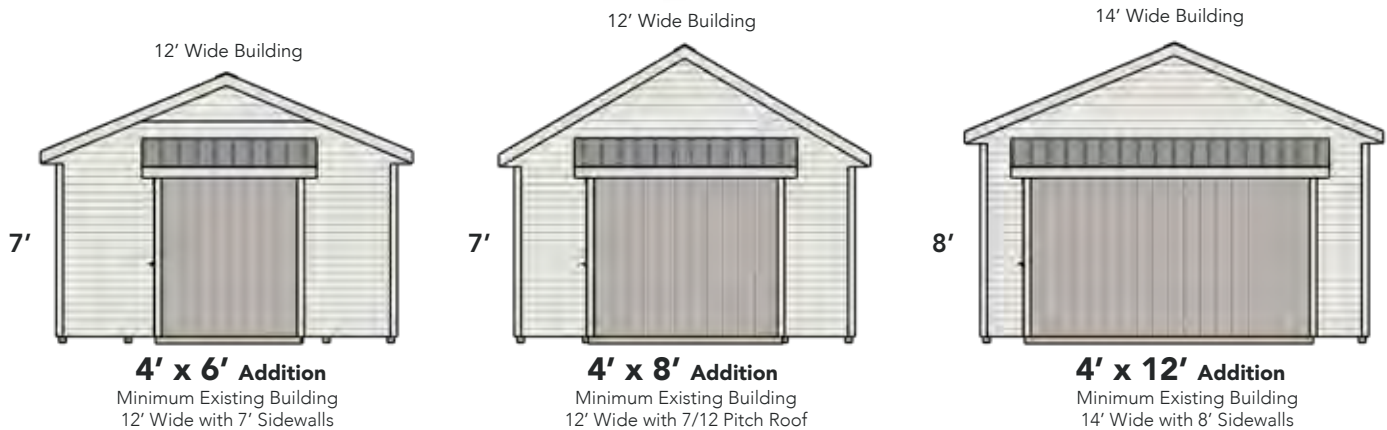 12’ Wide Building
7’
4’ x 6’ Addition
Minimum Existing Building
12’ Wide with 7’ Sidewalls
12’ Wide Building
7’
4’ x 8’ Addition
Minimum Existing Building
12’ Wide with 7/12 Pitch Roof
14’ Wide Building
8’
4’ x 12’ Addition
Minimum Existing Building
14’ Wide with 8’ Sidewalls